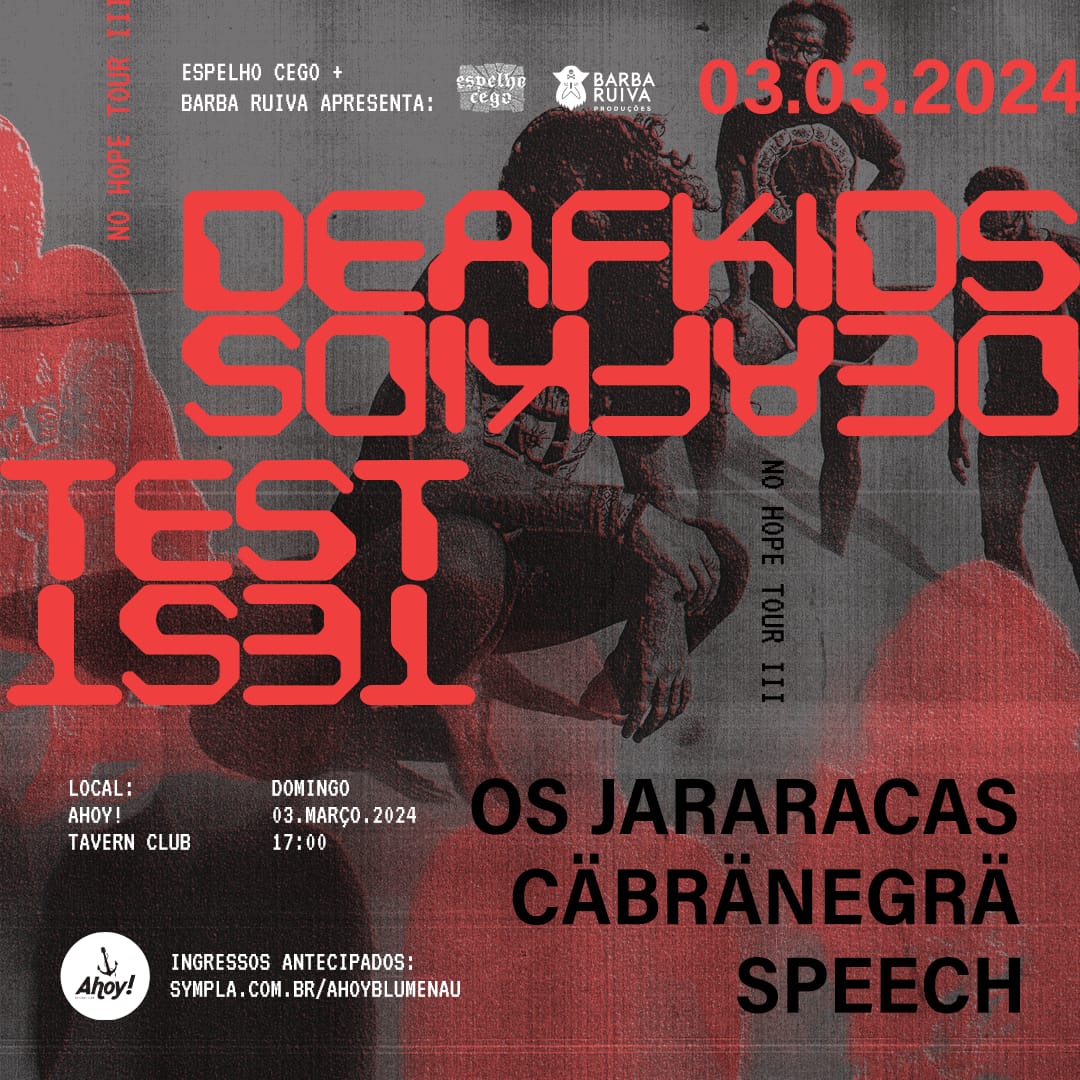 NO HOPE TOUR III
ESPELHO CEGO +
BARBA RUIVA APRESENTA:
espelho
cego
BARBA
RUIVA
PRODUÇÕES
03.03.2024
DEAFKIDS
DEAFKIDS
TEST
TEST
NO HOPE TOUR III
LOCAL:
AHOY!
TAVERN CLUB
DOMINGO
03.MARÇO.2024
17:00
OS JARARACAS
CÄBRÄNEGRÄ
SPEECH
Ahoy!
INGRESSOS ANTECIPADOS:
SYMPLA.COM.BR/AHOYBLUMENAU